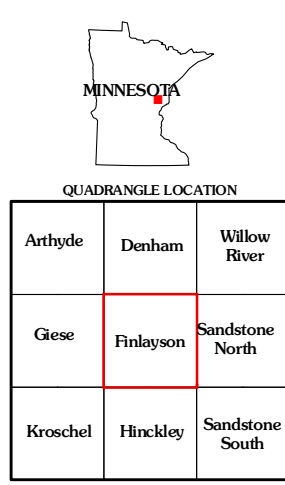 MINNESOTA
QUADRANGLE LOCATION
Arthyde
Denham
Willow
River
Giese
Finlayson
Sandstone
North
Kroschel
Hinckley
Sandstone
South